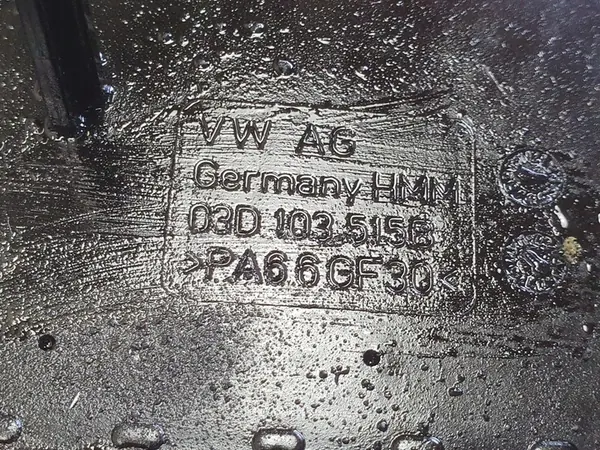 VW AG
Germany HMM
03D 103 515E
>PA66GF30<